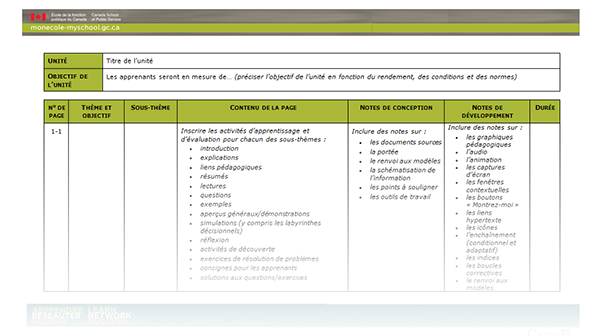 École de la fonction publique du Canada
Canada School of Public Service
monecole-myschool.gc.ca
UNITÉ
Titre de l'unité
OBJECTIF DE L'UNITÉ
Les apprenants seront en mesure de… (préciser l'objectif de l'unité en fonction du rendement, des conditions et des normes)
N° DE PAGE
THÈME ET OBJECTIF
SOUS-THÈME
CONTENU DE LA PAGE
NOTES DE CONCEPTION
NOTES DE DÉVELOPPEMENT
DURÉE
1-1
Inscrire les activités d'apprentissage et
d'évaluation pour chacun des sous-thèmes :
• introduction
• explications
• liens pédagogiques
• résumés
• lectures
• questions
• exemples
• aperçus généraux/démonstrations
• simulations (y compris les labyrinthes
décisionnels)
• réflexion
• activités de découverte
• exercices de résolution de problèmes
• consignes pour les apprenants
• solutions aux questions/exercices
Inclure des notes sur :
• les documents sources
• la portée
• le renvoi aux modèles
• la schématisation de
l'information
• les points à souligner
• les outils de travail
Inclure des notes sur :
• les graphiques
pédagogiques
• l'audio
• l'animation
• les captures
d'écran
• les fenêtres
contextuelles
• les boutons
« Montrez-moi »
• les liens
hypertexte
• les icônes
• l'enchaînement
(conditionnel et
adaptatif)
• les indices
• les boucles
correctives
• le renvoi aux
modèles
APPRENDRE LEARN
RÉSEAUTER NETWORK